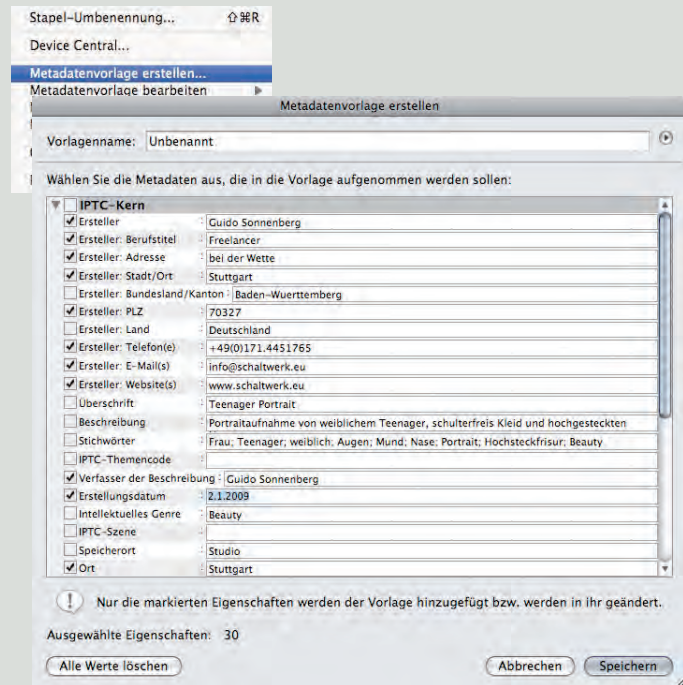 Stapel-Umbenennung... ⇧⌘R
Device Central...
Metadatenvorlage erstellen...
Metadatenvorlage bearbeiten
Metadatenvorlage erstellen
Vorlagenname: Unbenannt
Wählen Sie die Metadaten aus, die in die Vorlage aufgenommen werden sollen:
IPTC-Kern
Ersteller : Guido Sonnenberg
Ersteller: Berufstitel : Freelancer
Ersteller: Adresse : bei der Wette
Ersteller: Stadt/Ort : Stuttgart
Ersteller: Bundesland/Kanton : Baden-Wuerttemberg
Ersteller: PLZ : 70327
Ersteller: Land : Deutschland
Ersteller: Telefon(e) : +49(0)171.4451765
Ersteller: E-Mail(s) : info@schaltwerk.eu
Ersteller: Website(s) : www.schaltwerk.eu
Überschrift : Teenager Portrait
Beschreibung : Portraitaufnahme von weiblichem Teenager, schulterfreis Kleid und hochgesteckten
Stichwörter : Frau; Teenager; weiblich; Augen; Mund; Nase; Portrait; Hochsteckfrisur; Beauty
IPTC-Themencode :
Verfasser der Beschreibung : Guido Sonnenberg
Erstellungsdatum : 2.1.2009
Intellektuelles Genre : Beauty
IPTC-Szene :
Speicherort : Studio
Ort : Stuttgart
Nur die markierten Eigenschaften werden der Vorlage hinzugefügt bzw. werden in ihr geändert.
Ausgewählte Eigenschaften: 30
Alle Werte löschen Abbrechen Speichern